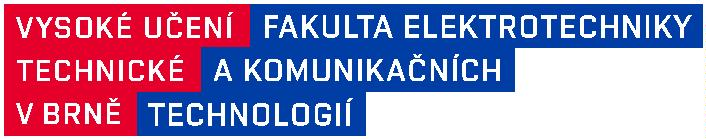 VYSOKÉ UČENÍ FAKULTA ELEKTROTECHNIKY
TECHNICKÉ A KOMUNIKAČNÍCH
V BRNĚ TECHNOLOGIÍ